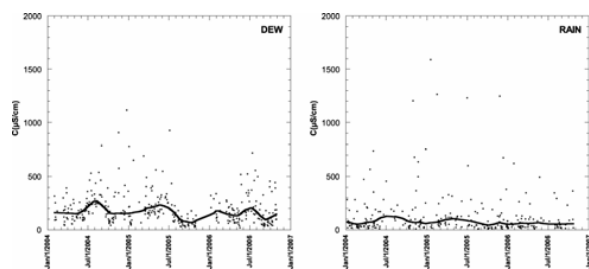 2000
DEW
1500
C(µS/cm)
1000
500
0
Jan/1/2004
Jul/1/2004
Jan/1/2005
Jul/1/2005
Jan/1/2006
Jul/1/2006
Jan/1/2007
2000
RAIN
1500
C(µS/cm)
1000
500
0
Jan/1/2004
Jul/1/2004
Jan/1/2005
Jul/1/2005
Jan/1/2006
Jul/1/2006
Jan/1/2007